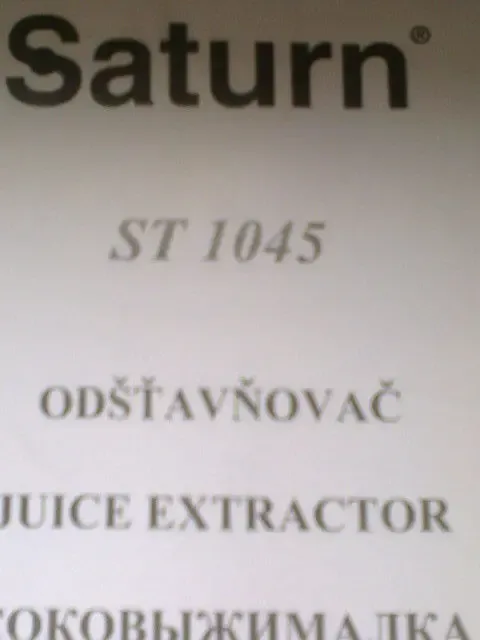 Saturn®
ST 1045
ODŠŤAVŇOVAČ
JUICE EXTRACTOR
СОКОВЫЖИМАЛКА